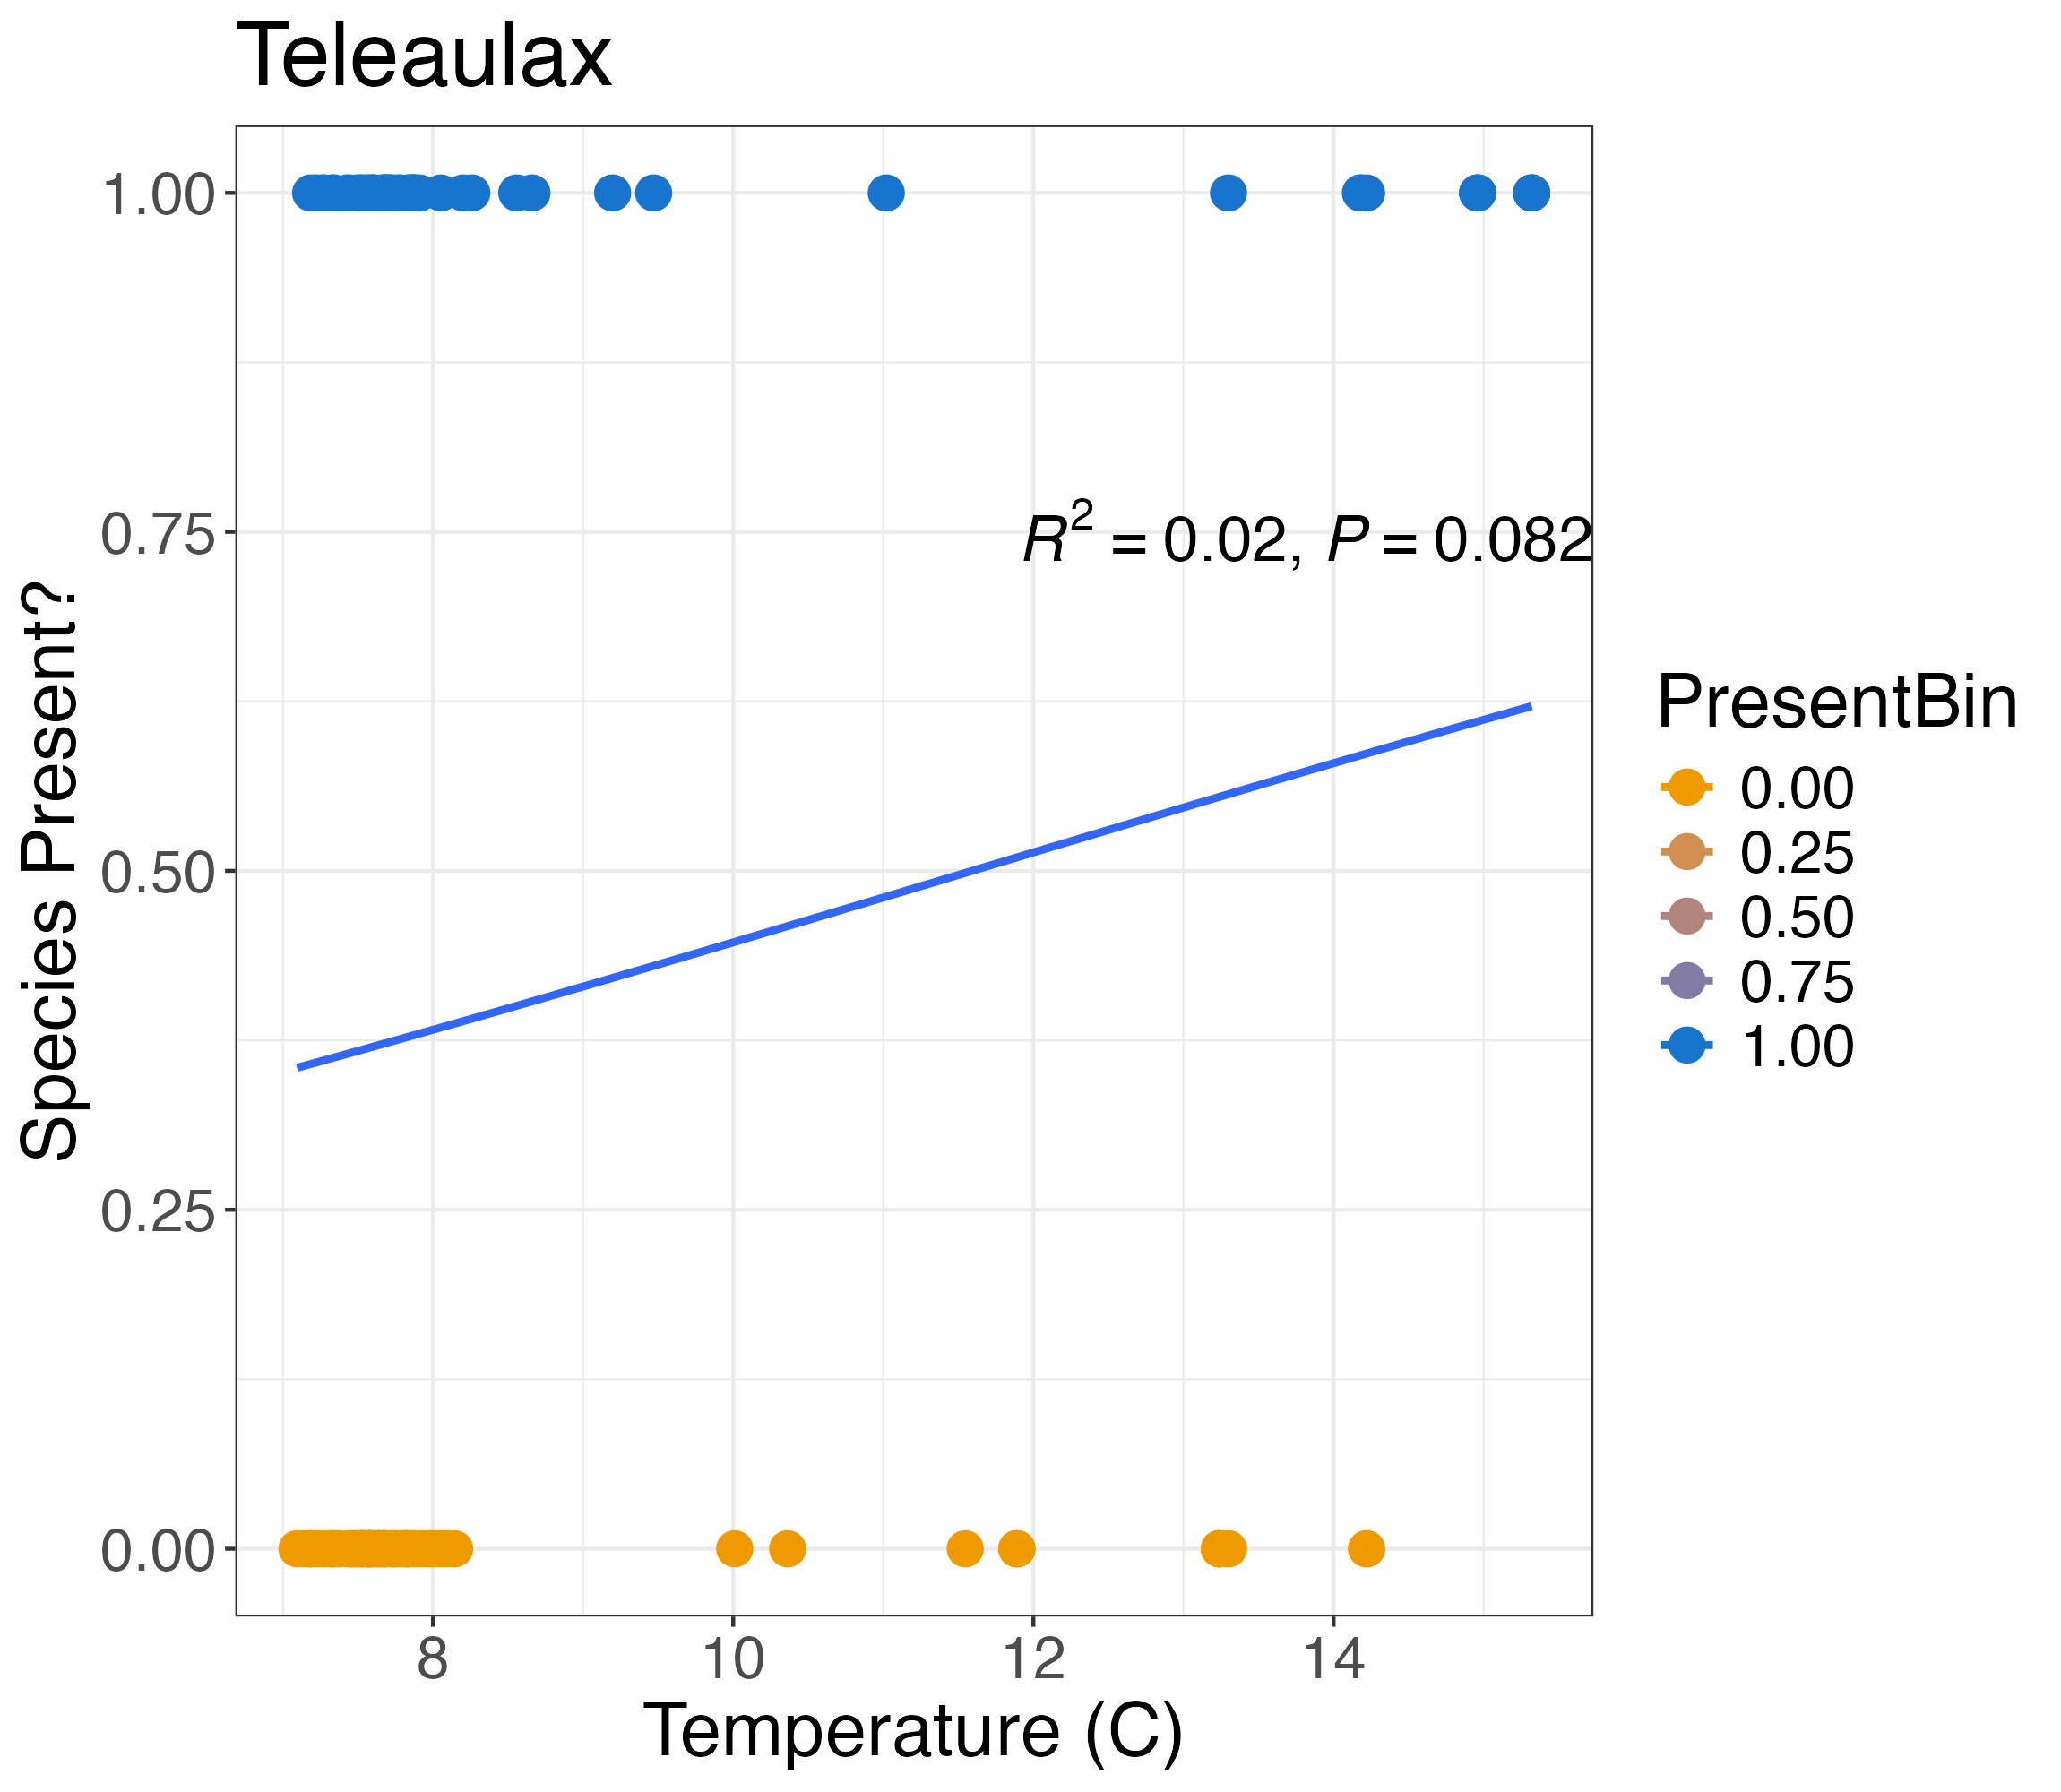 Teleaulax
1.00
0.75
0.50
0.25
0.00
Species Present?
R² = 0.02, P = 0.082
8 10 12 14
Temperature (C)
PresentBin
0.00
0.25
0.50
0.75
1.00